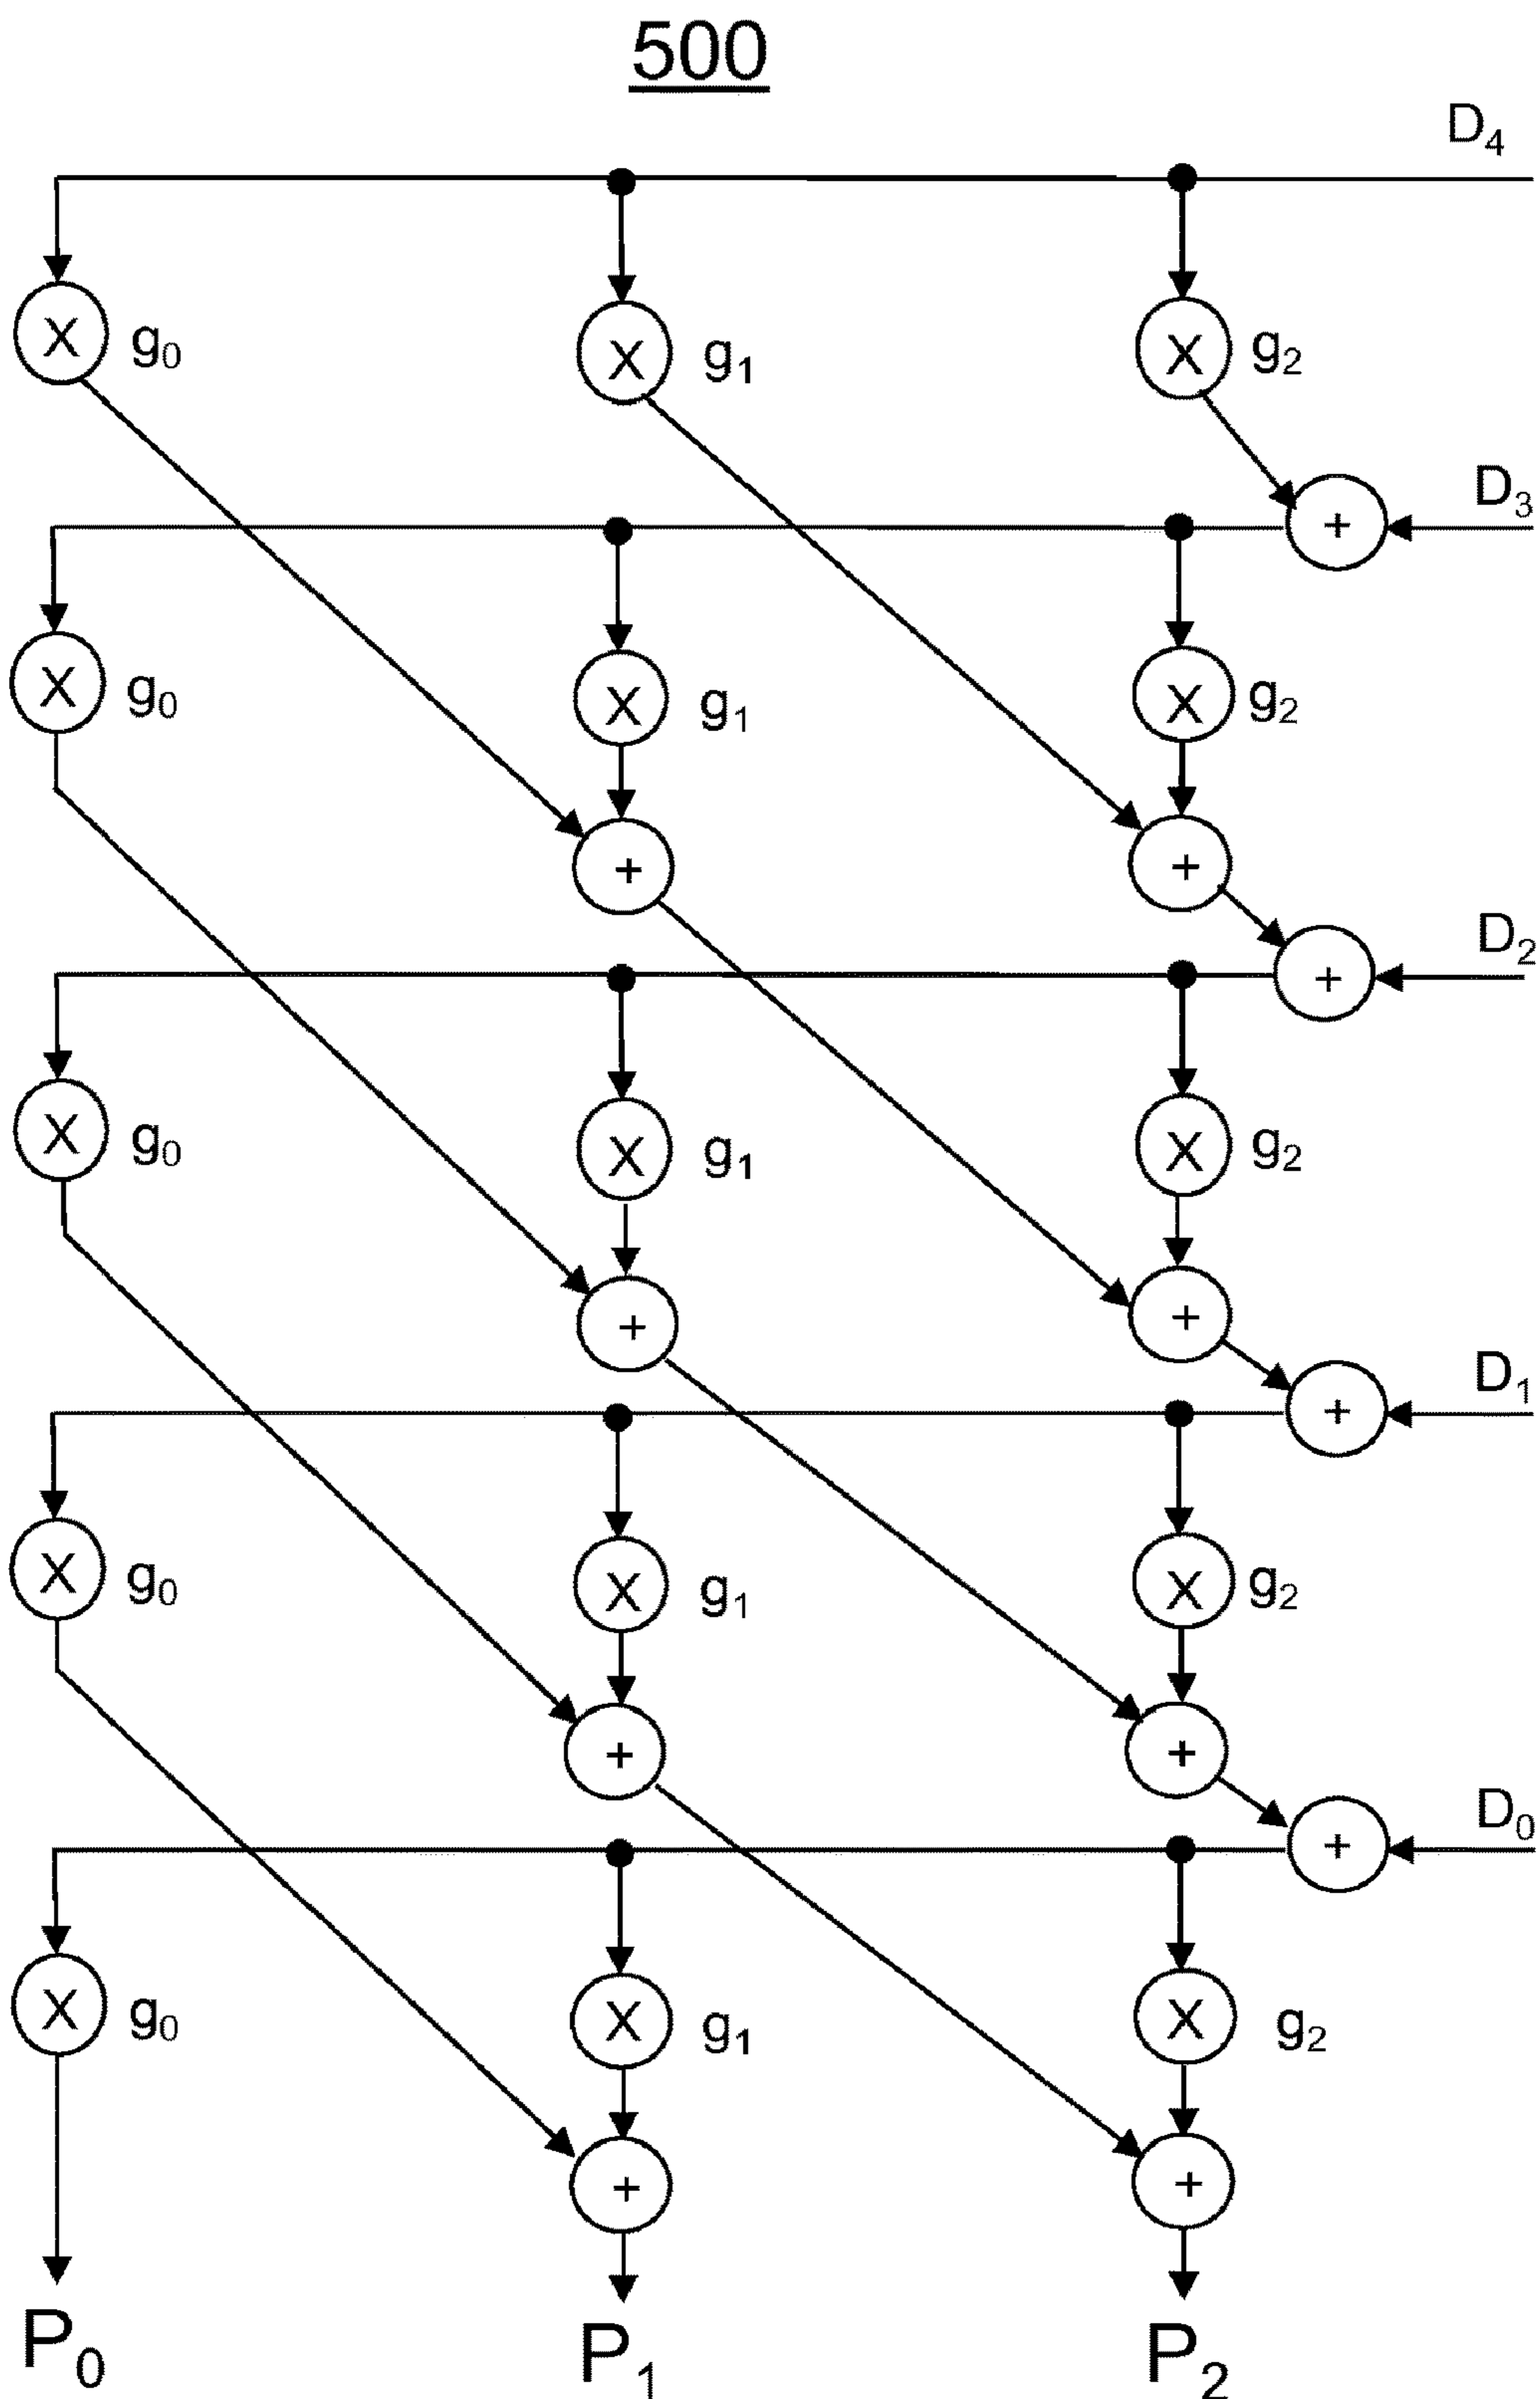 500
D₄
X g₀ X g₁ X g₂
D₃
+
X g₀ X g₁ X g₂
+ +
D₂
+
X g₀ X g₁ X g₂
+ +
D₁
+
X g₀ X g₁ X g₂
+ +
D₀
+
X g₀ X g₁ X g₂
+ +
P₀ P₁ P₂